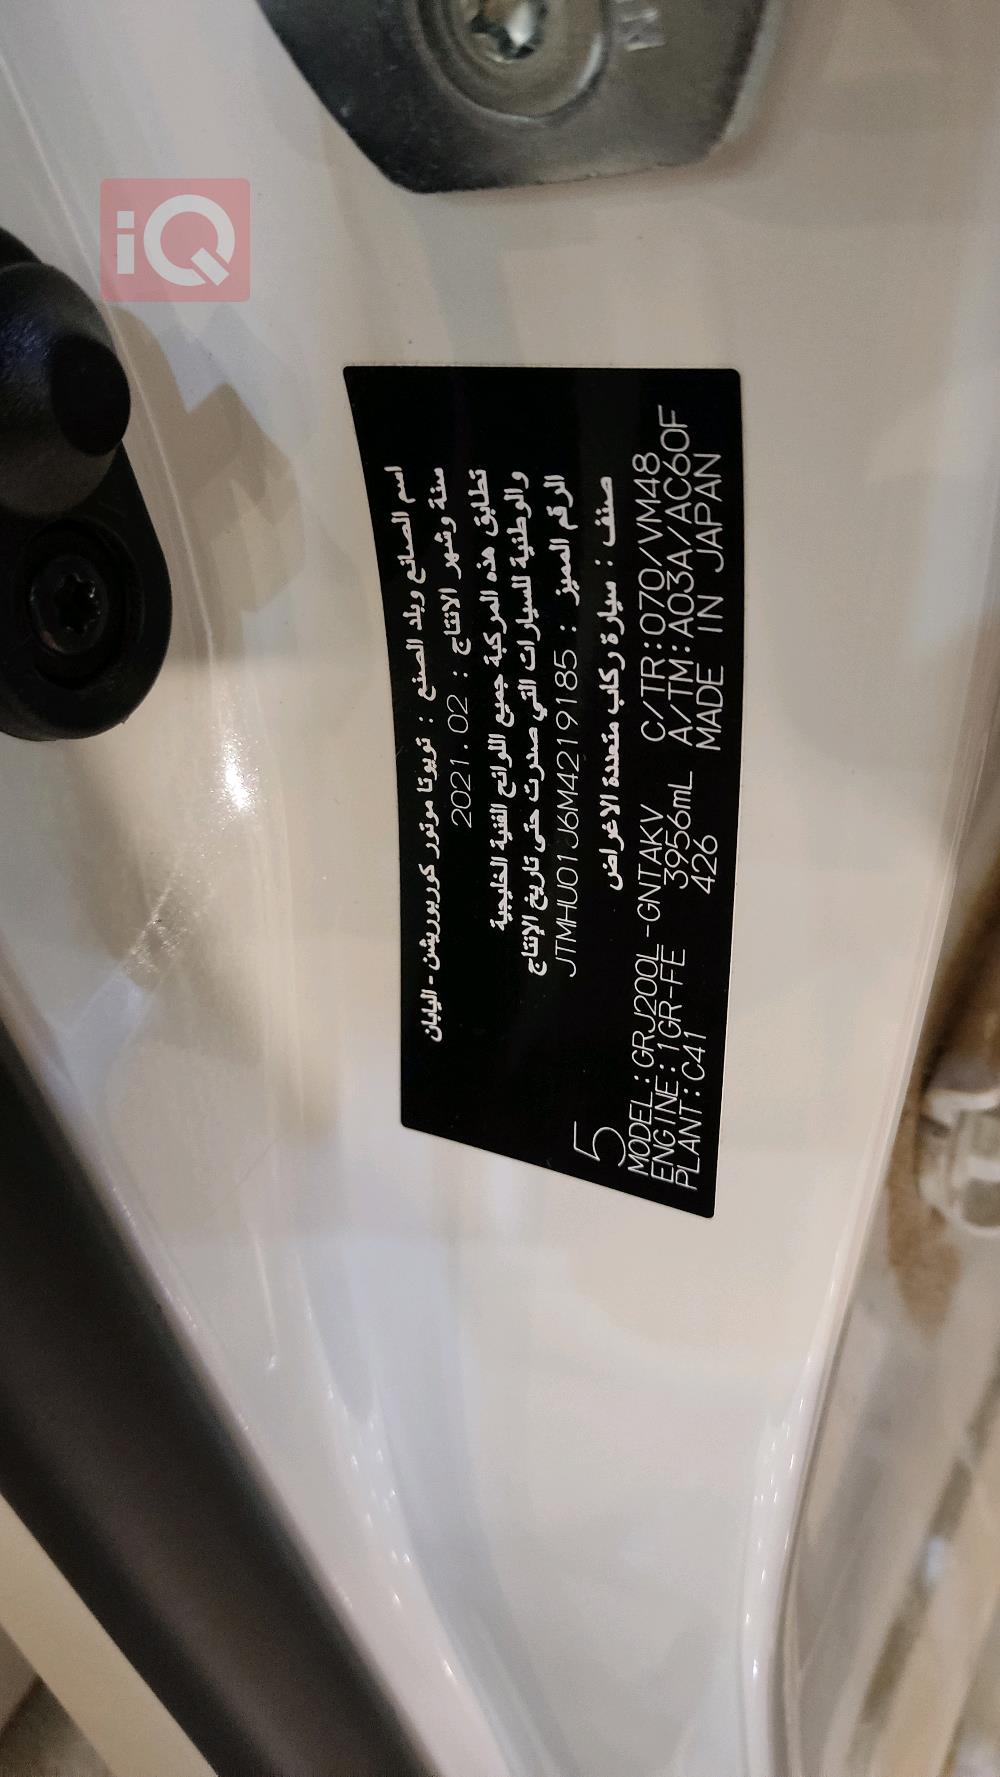 iQ
اسم الصانع وبلد الصنع : تويوتا موتور كوربوريشن - اليابان
سنة وشهر الانتاج : 2021.02
تطابق هذه المركبة جميع اللوائح الفنية الخليجية
والوطنية للسيارات التي صدرت حتى تاريخ الإنتاج
الرقم المميز : JTMHU01J6M4219185
صنف : سيارة ركاب متعددة الاغراض
5
MODEL:GRJ200L-GNTAKV C/TR:070/VM48
ENGINE:1GR-FE 3956mL A/TM:A03A/AC60F
PLANT:C41 426 MADE IN JAPAN